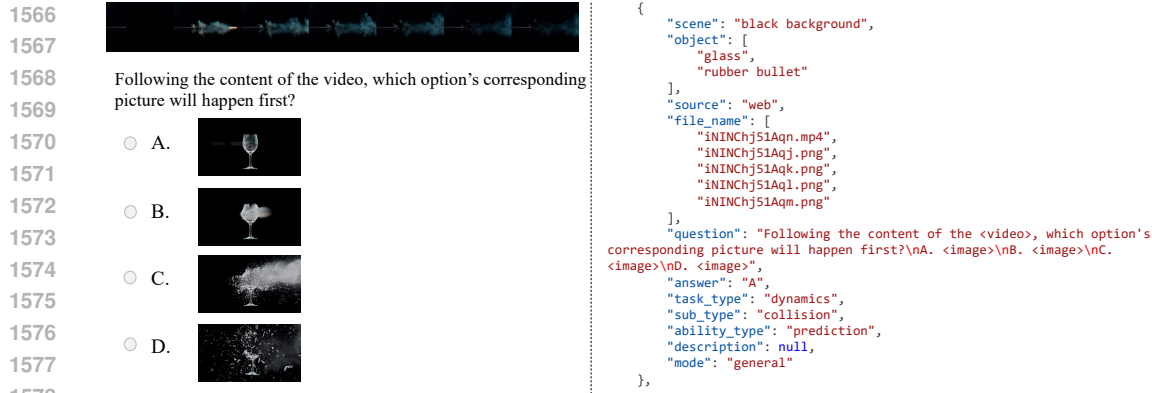 1566
1567
1568
1569
1570
1571
1572
1573
1574
1575
1576
1577
Following the content of the video, which option's corresponding
picture will happen first?
A.
B.
C.
D.
{
"scene": "black background",
"object": [
"glass",
"rubber bullet"
],
"source": "web",
"file_name": [
"iNINChj51Aqn.mp4",
"iNINChj51Aqj.png",
"iNINChj51Aqk.png",
"iNINChj51Aql.png",
"iNINChj51Aqm.png"
],
"question": "Following the content of the <video>, which option's
corresponding picture will happen first?\nA. <image>\nB. <image>\nC.
<image>\nD. <image>",
"answer": "A",
"task_type": "dynamics",
"sub_type": "collision",
"ability_type": "prediction",
"description": null,
"mode": "general"
},